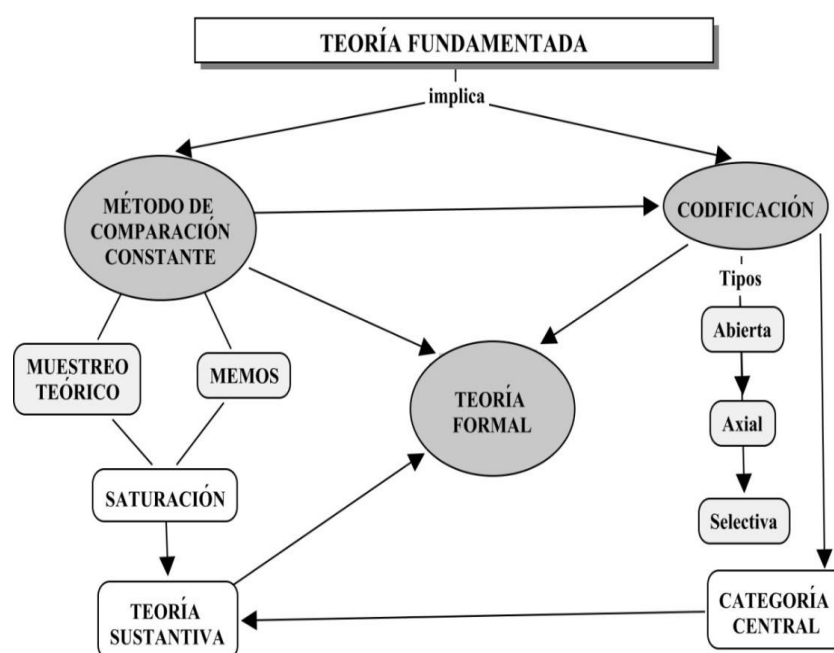 TEORÍA FUNDAMENTADA
implica
MÉTODO DE
COMPARACIÓN
CONSTANTE
CODIFICACIÓN
Tipos
Abierta
MUESTREO
TEÓRICO
MEMOS
TEORÍA
FORMAL
Axial
SATURACIÓN
Selectiva
TEORÍA
SUSTANTIVA
CATEGORÍA
CENTRAL